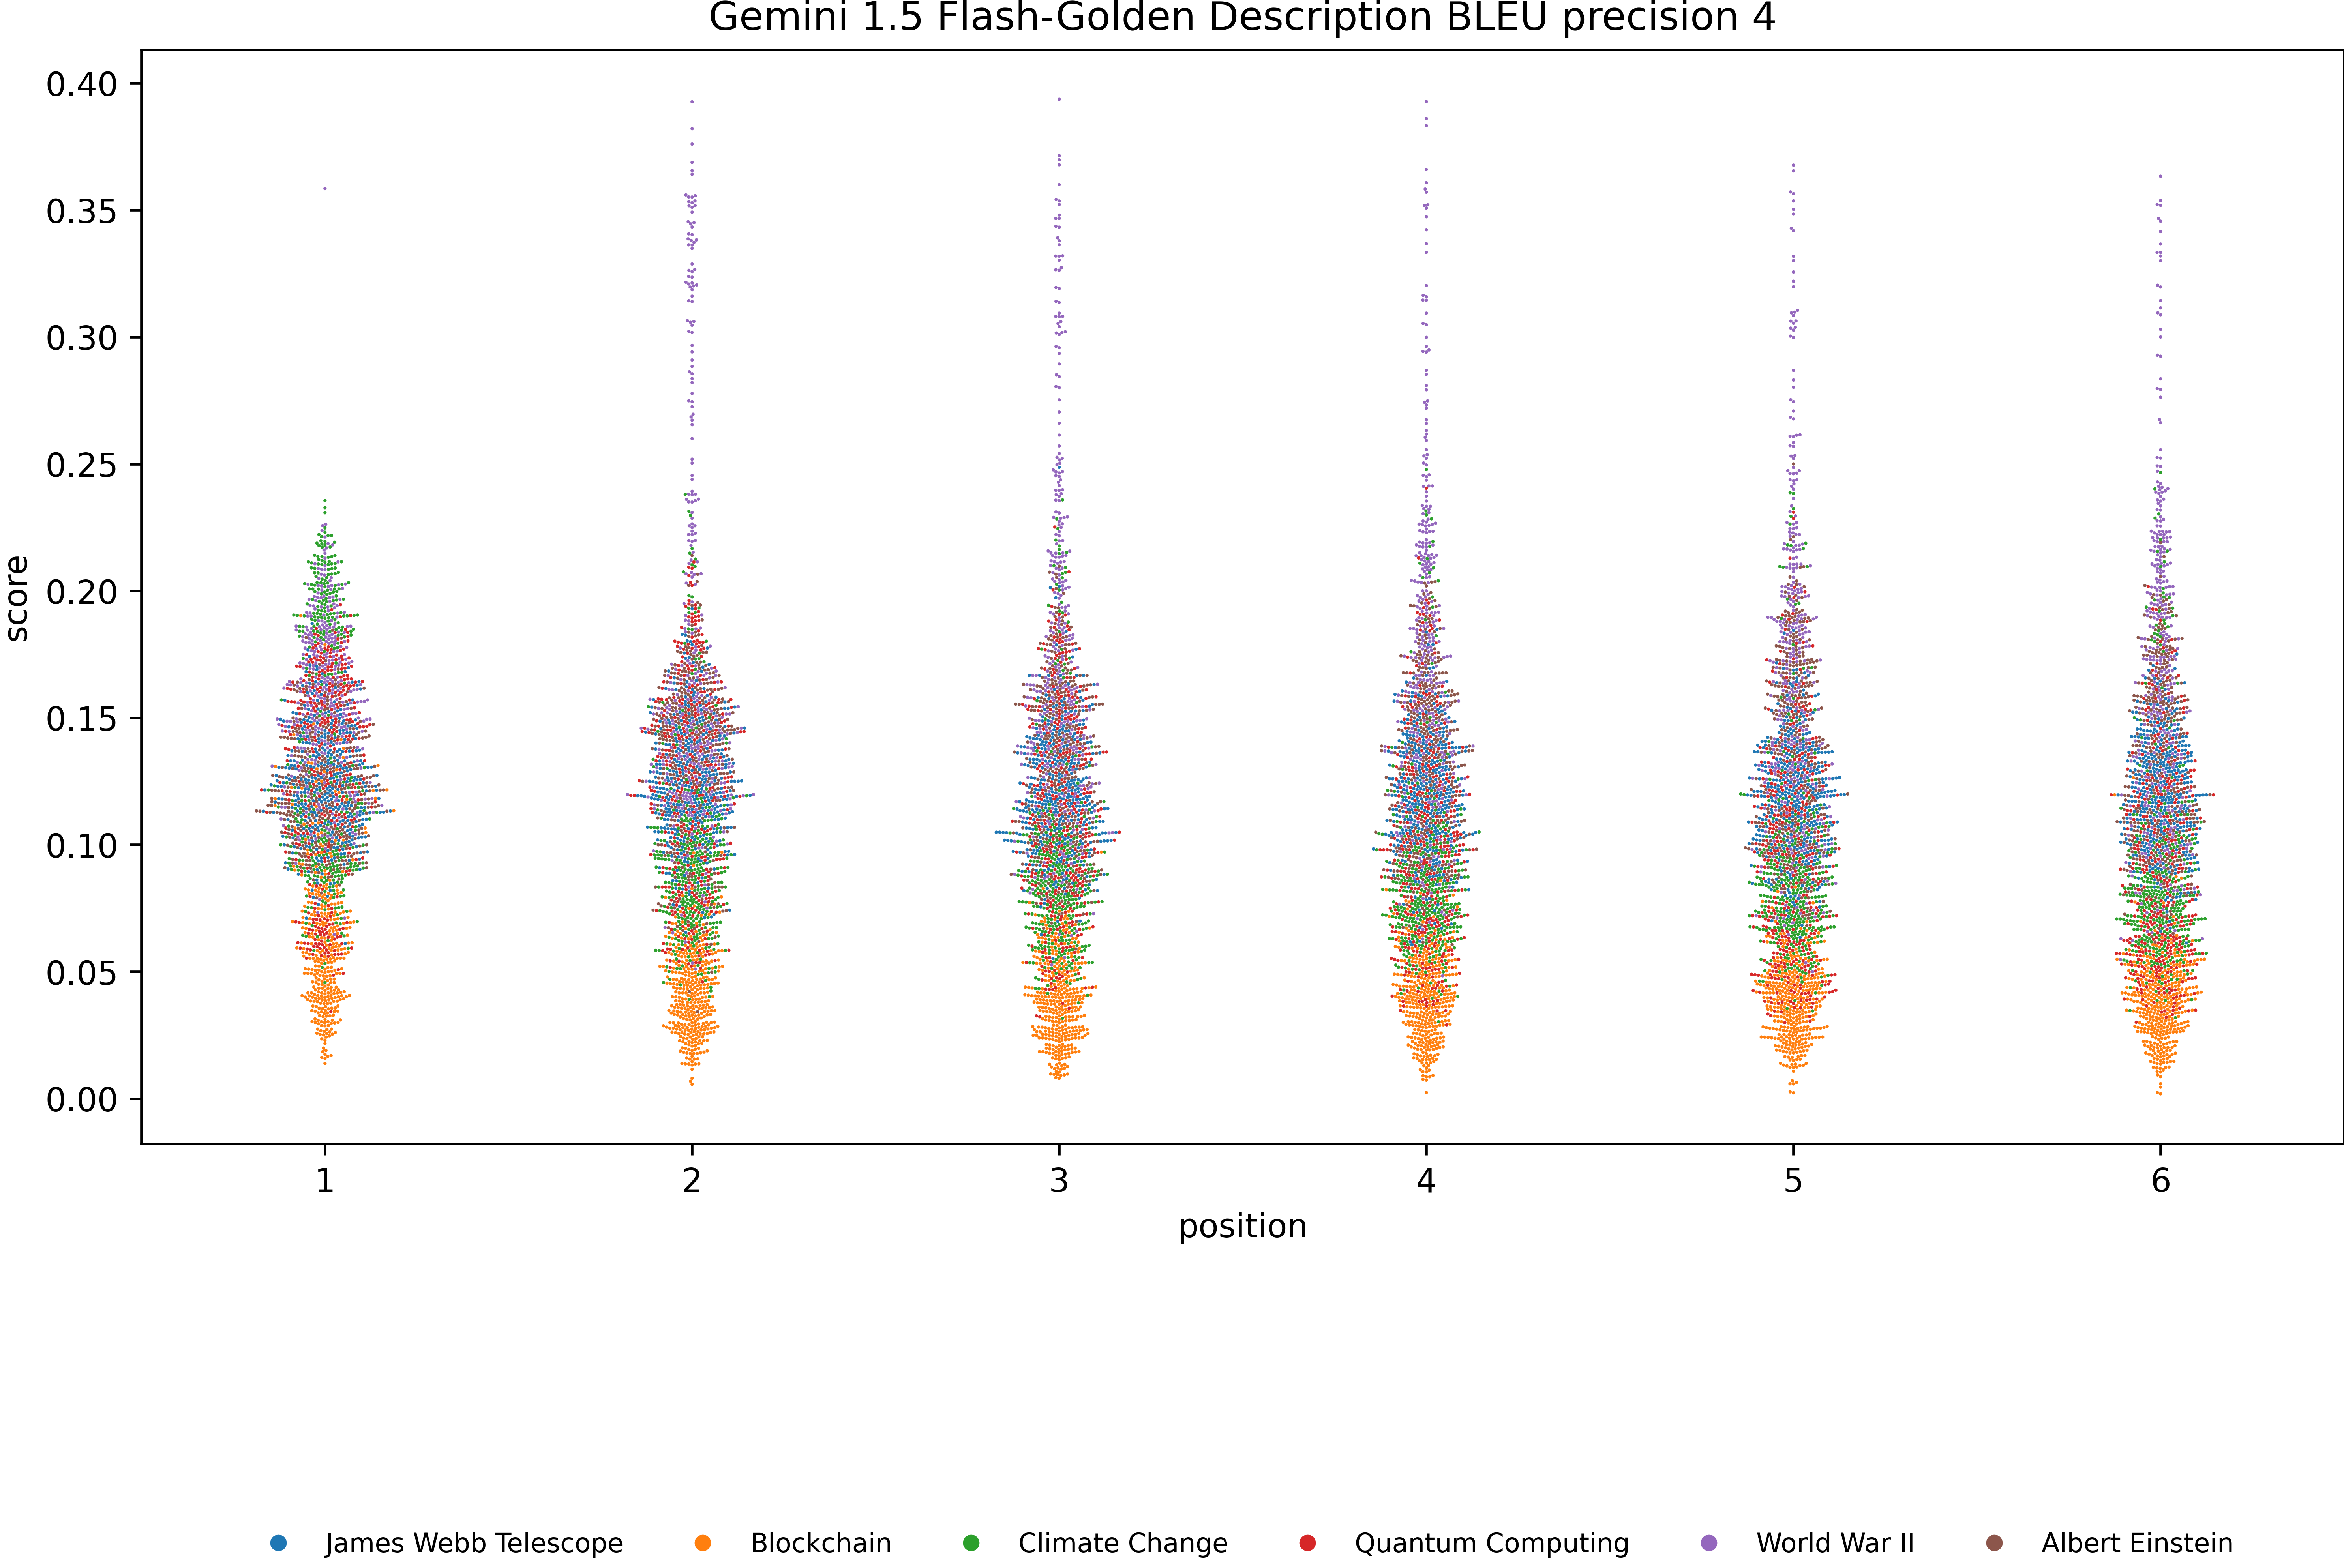 Gemini 1.5 Flash-Golden Description BLEU precision 4
0.40
0.35
0.30
0.25
0.20
0.15
0.10
0.05
0.00
score
1 2 3 4 5 6
position
James Webb Telescope Blockchain Climate Change Quantum Computing World War II Albert Einstein